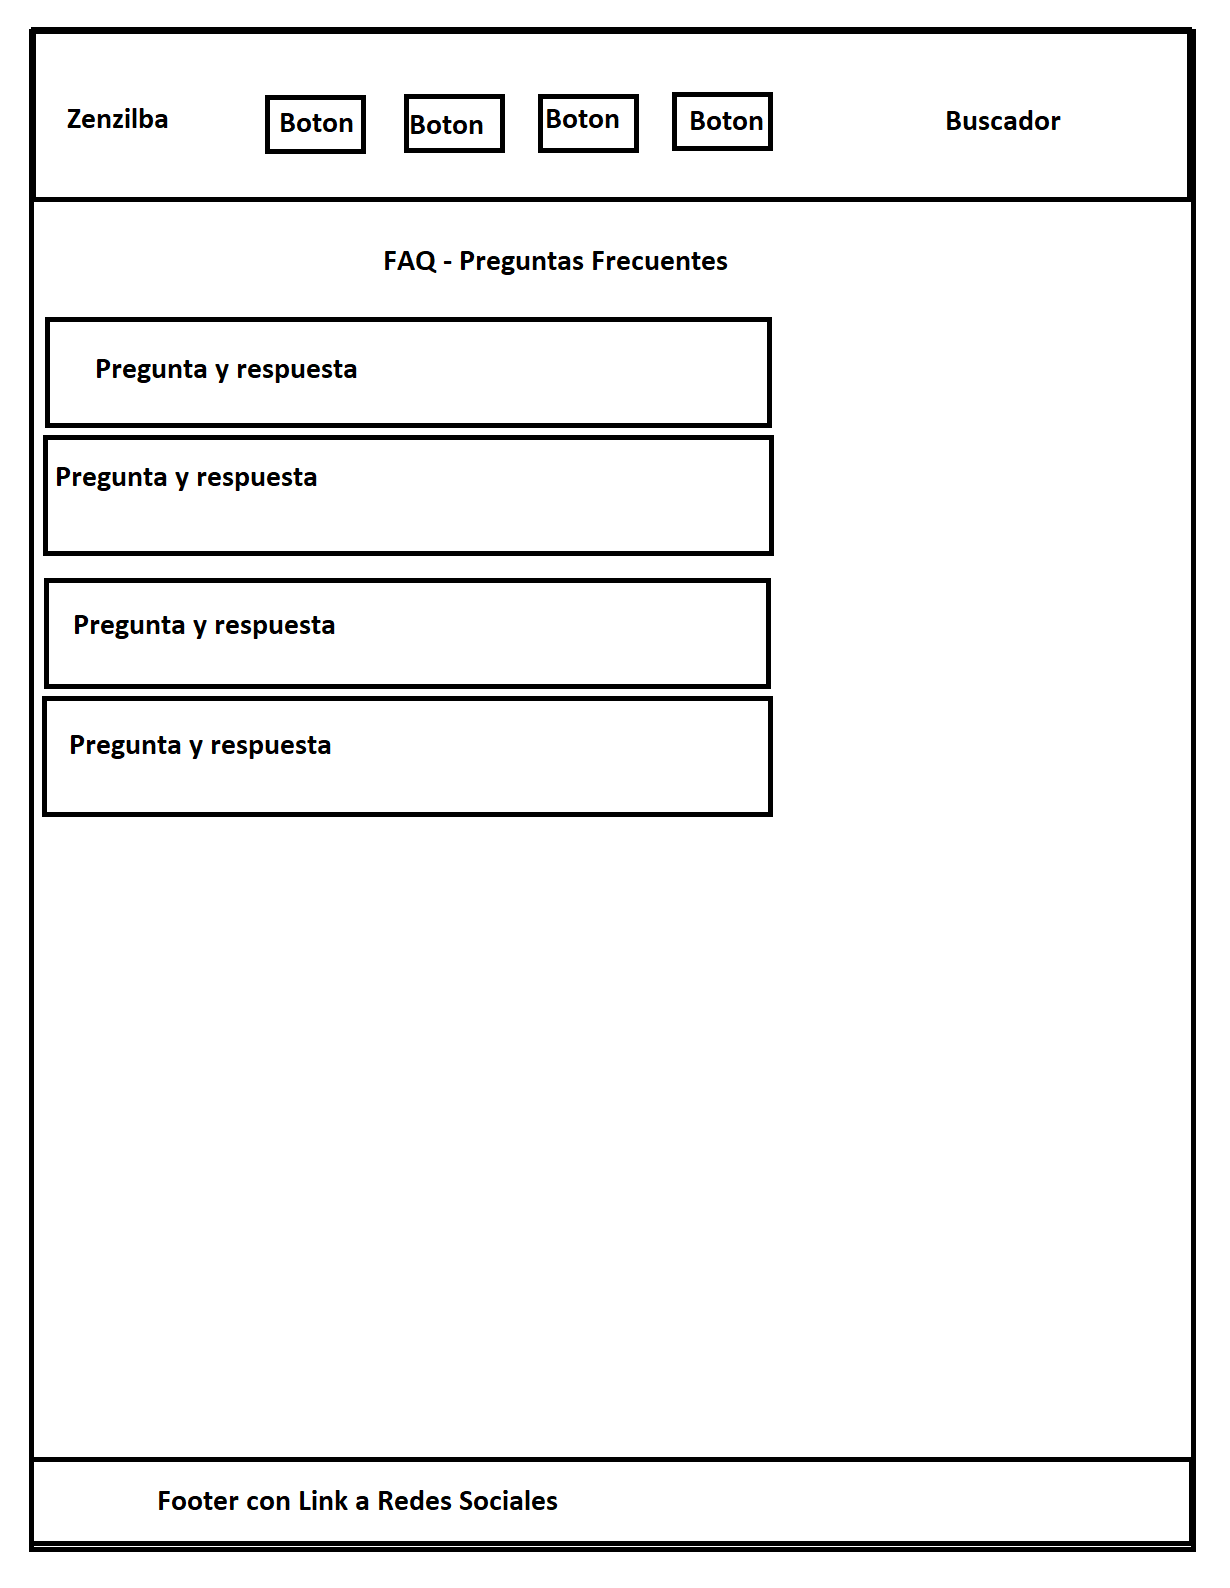 Zenzilba
Boton
Boton
Boton
Boton
Buscador
FAQ - Preguntas Frecuentes
Pregunta y respuesta
Pregunta y respuesta
Pregunta y respuesta
Pregunta y respuesta
Footer con Link a Redes Sociales